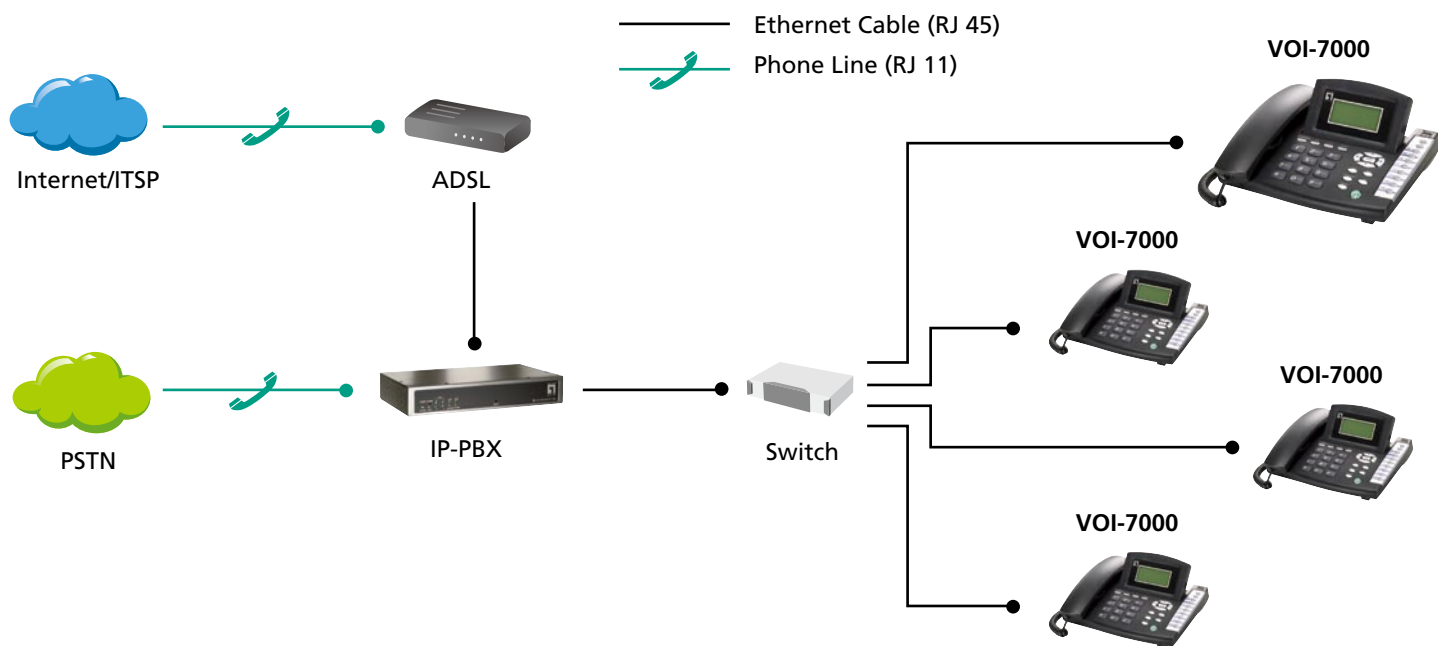 Ethernet Cable (RJ 45)
Phone Line (RJ 11)
VOI-7000
Internet/ITSP
ADSL
VOI-7000
VOI-7000
PSTN
IP-PBX
Switch
VOI-7000